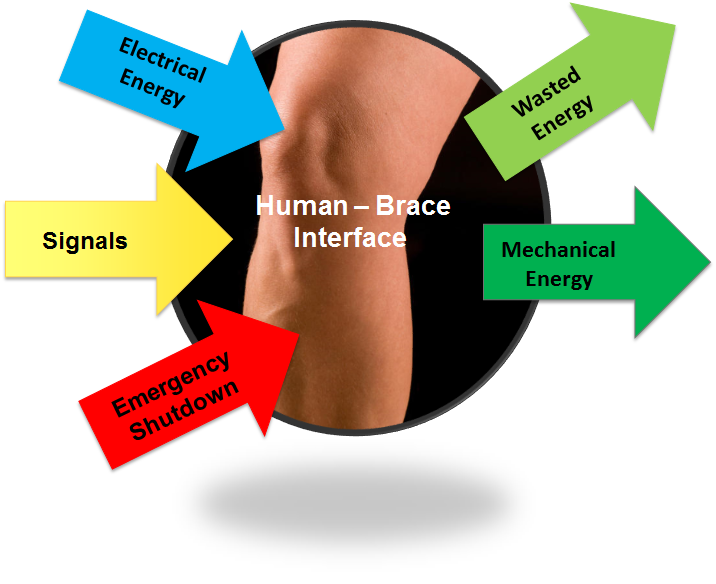 Electrical
Energy
Wasted
Energy
Human – Brace
Interface
Signals
Mechanical
Energy
Emergency
Shutdown